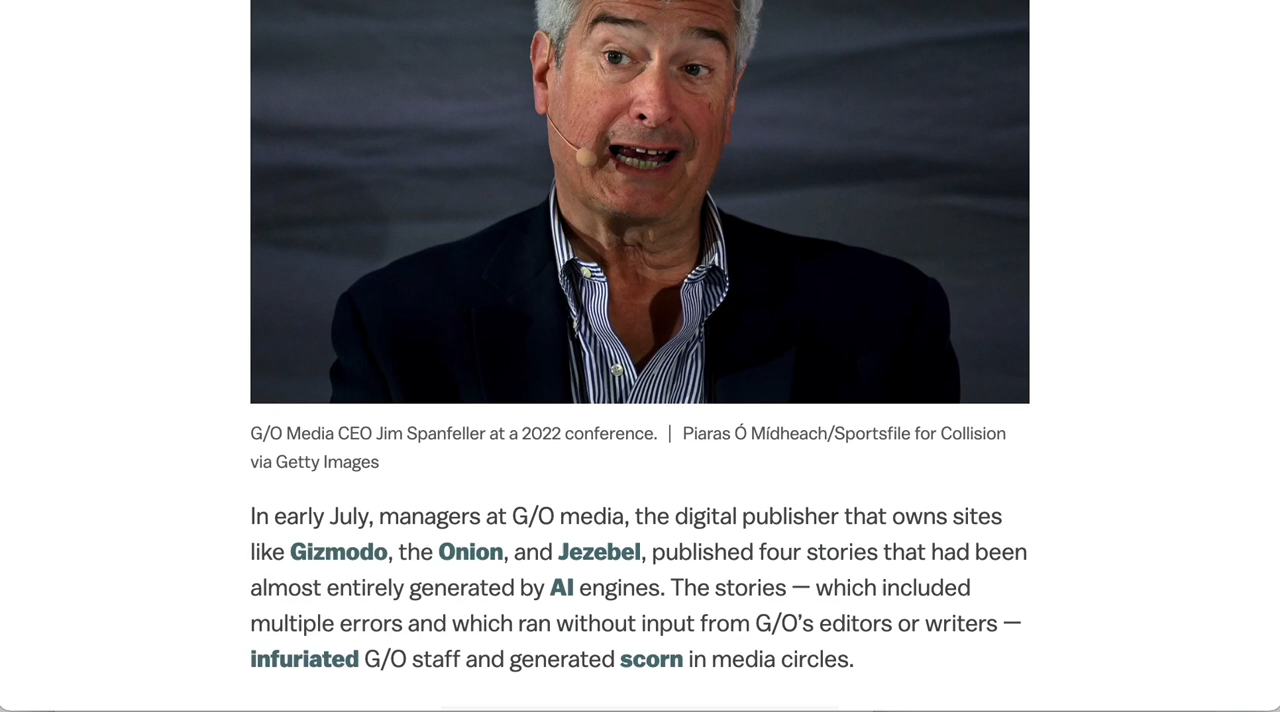 G/O Media CEO Jim Spanfeller at a 2022 conference. | Piaras Ó Mídheach/Sportsfile for Collision
via Getty Images
In early July, managers at G/O media, the digital publisher that owns sites
like Gizmodo, the Onion, and Jezebel, published four stories that had been
almost entirely generated by AI engines. The stories — which included
multiple errors and which ran without input from G/O’s editors or writers —
infuriated G/O staff and generated scorn in media circles.